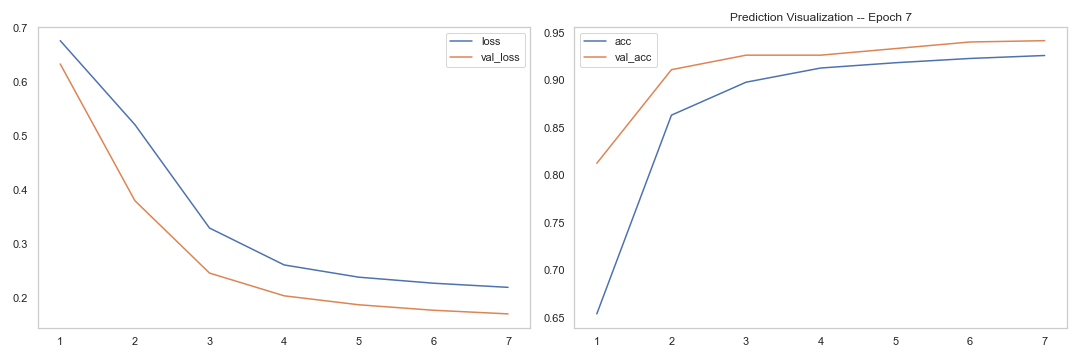 Prediction Visualization -- Epoch 7
0.7
0.6
0.5
0.4
0.3
0.2
1 2 3 4 5 6 7
loss
val_loss
0.95
0.90
0.85
0.80
0.75
0.70
0.65
1 2 3 4 5 6 7
acc
val_acc